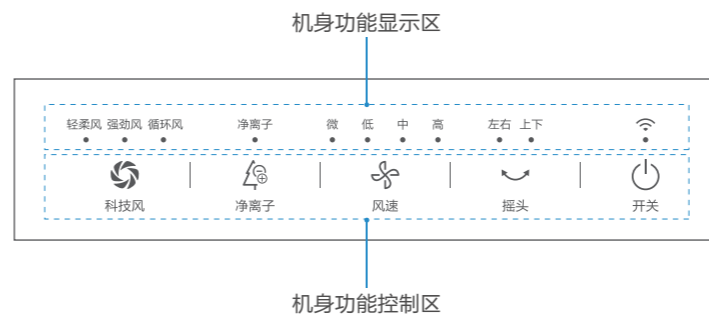 机身功能显示区
轻柔风 强劲风 循环风 净离子 微 低 中 高 左右 上下
科技风 净离子 风速 摇头 开关
机身功能控制区